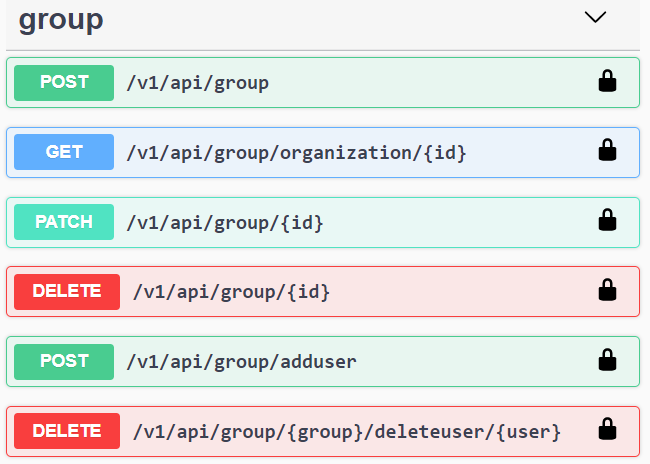 group
POST /v1/api/group
GET /v1/api/group/organization/{id}
PATCH /v1/api/group/{id}
DELETE /v1/api/group/{id}
POST /v1/api/group/adduser
DELETE /v1/api/group/{group}/deleteuser/{user}